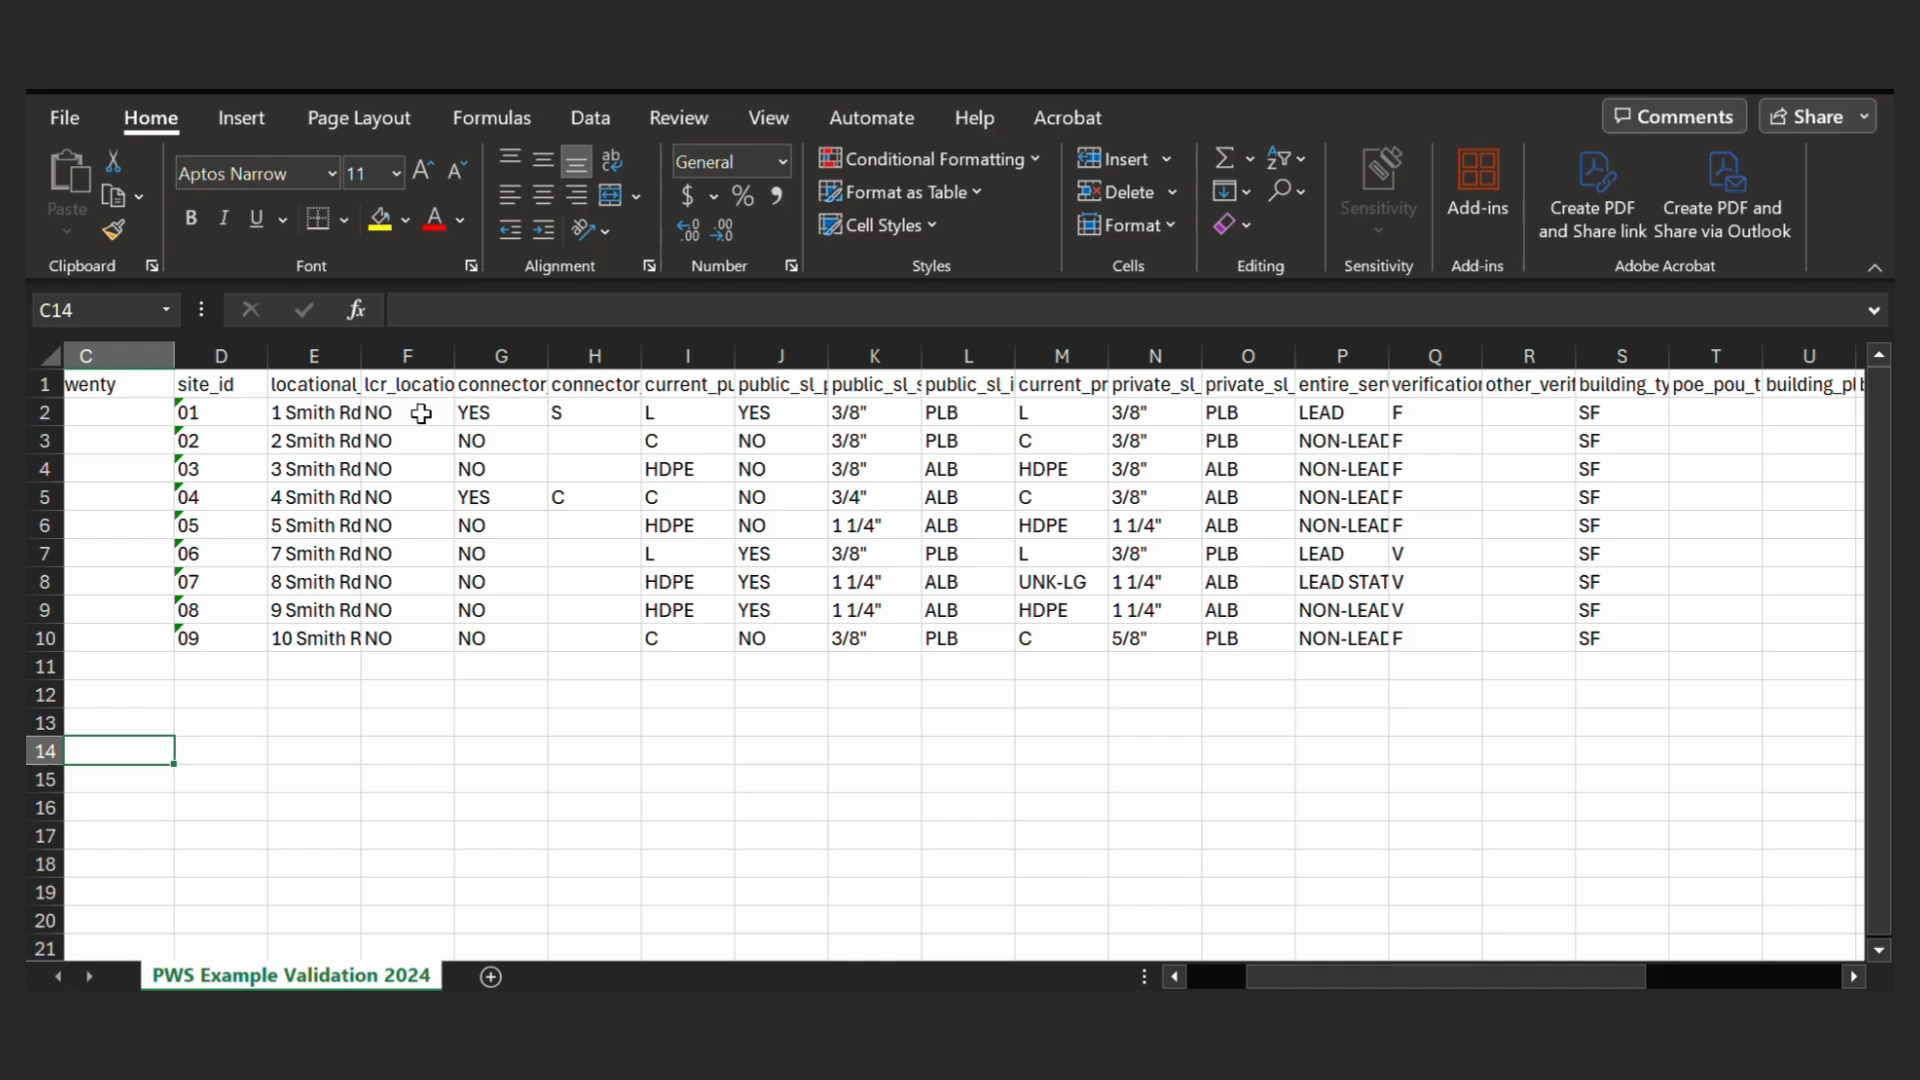 File Home Insert Page Layout Formulas Data Review View Automate Help Acrobat Comments Share
Paste
Clipboard
Aptos Narrow 11
B I U A
Font
ab
Alignment
General
$ % ,
.00 .00
Number
Conditional Formatting
Format as Table
Cell Styles
Styles
Insert
Delete
Format
Cells
Editing
Sensitivity
Sensitivity
Add-ins
Add-ins
Create PDF and Share link
Create PDF and Share via Outlook
Adobe Acrobat
C14 fx
C D E F G H I J K L M N O P Q R S T U
1 wenty site_id locational_ lcr_locatio connector connector current_pu public_sl_p public_sl_s public_sl_i current_pr private_sl_ private_sl_ entire_serv verification other_verif building_ty poe_pou_t building_pl
2 01 1 Smith Rd NO YES S L YES 3/8" PLB L 3/8" PLB LEAD F SF
3 02 2 Smith Rd NO NO C NO 3/8" PLB C 3/8" PLB NON-LEAD F SF
4 03 3 Smith Rd NO NO HDPE NO 3/8" ALB HDPE 3/8" ALB NON-LEAD F SF
5 04 4 Smith Rd NO YES C C NO 3/4" ALB C 3/8" ALB NON-LEAD F SF
6 05 5 Smith Rd NO NO HDPE NO 1 1/4" ALB HDPE 1 1/4" ALB NON-LEAD F SF
7 06 7 Smith Rd NO NO L YES 3/8" PLB L 3/8" PLB LEAD V SF
8 07 8 Smith Rd NO NO HDPE YES 1 1/4" ALB UNK-LG 1 1/4" ALB LEAD STAT V SF
9 08 9 Smith Rd NO NO HDPE YES 1 1/4" ALB HDPE 1 1/4" ALB NON-LEAD V SF
10 09 10 Smith R NO NO C NO 3/8" PLB C 5/8" PLB NON-LEAD F SF
11
12
13
14
15
16
17
18
19
20
21
PWS Example Validation 2024